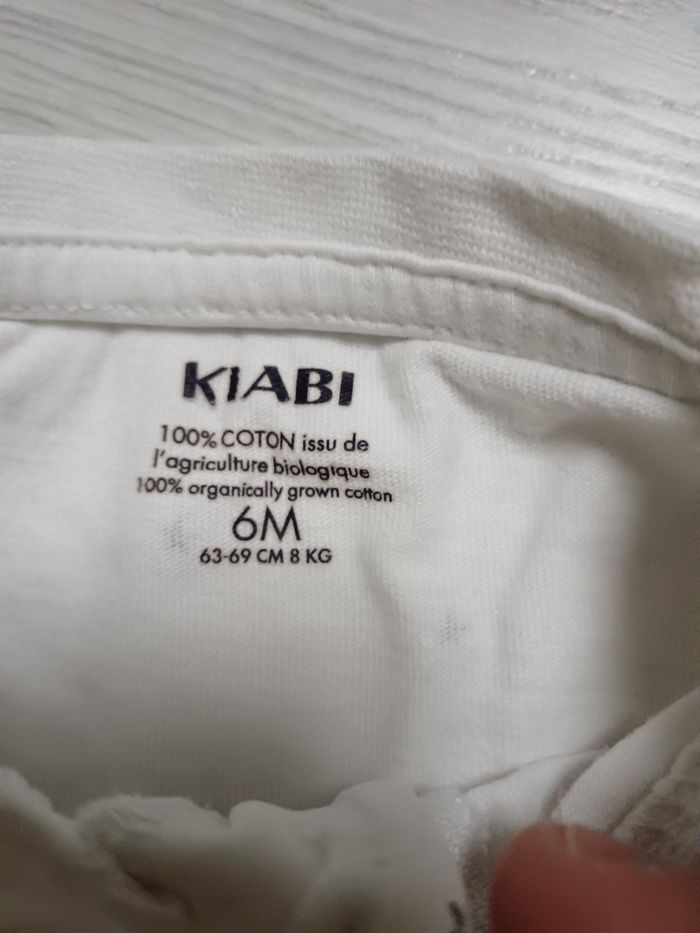 KIABI
100% COTON issu de
l'agriculture biologique
100% organically grown cotton
6M
63-69 CM 8 KG